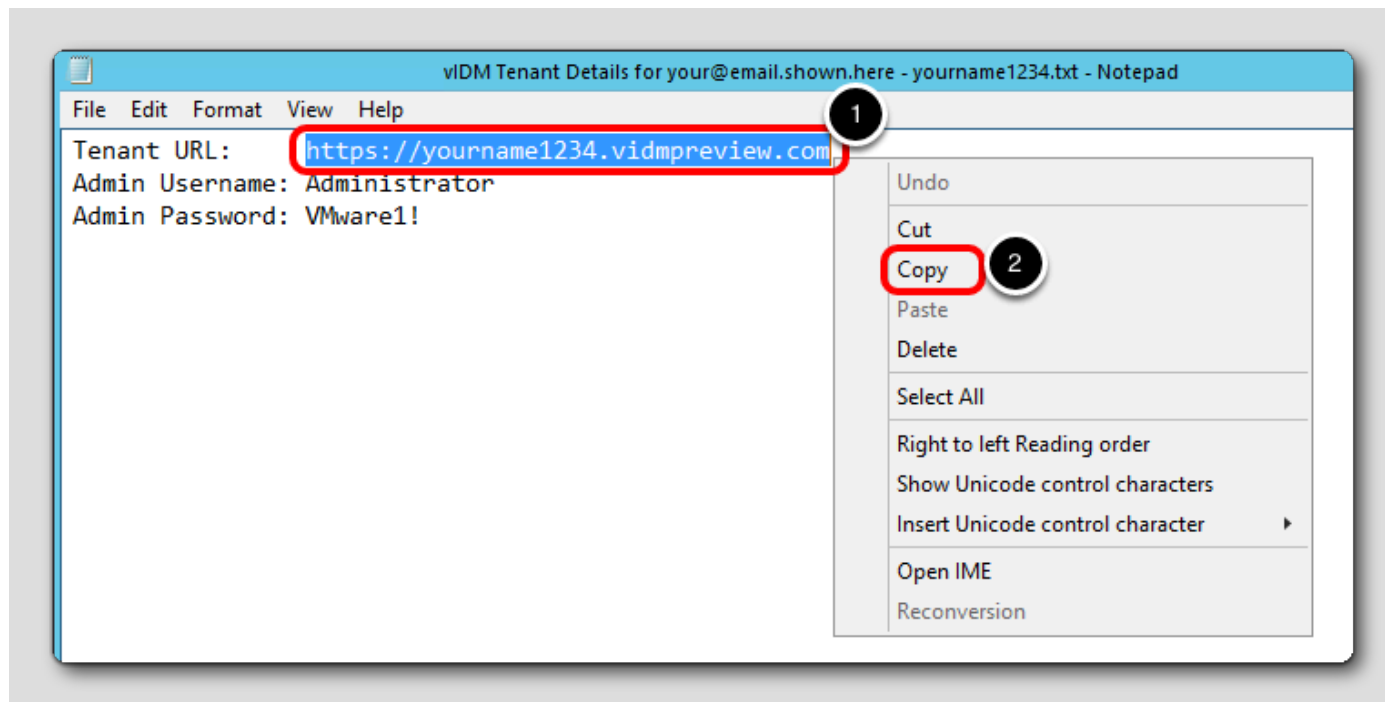 vIDM Tenant Details for your@email.shown.here - yourname1234.txt - Notepad
File Edit Format View Help
1
Tenant URL: https://yourname1234.vidmpreview.com
Admin Username: Administrator
Admin Password: VMware1!
Undo
Cut
Copy 2
Paste
Delete
Select All
Right to left Reading order
Show Unicode control characters
Insert Unicode control character
Open IME
Reconversion